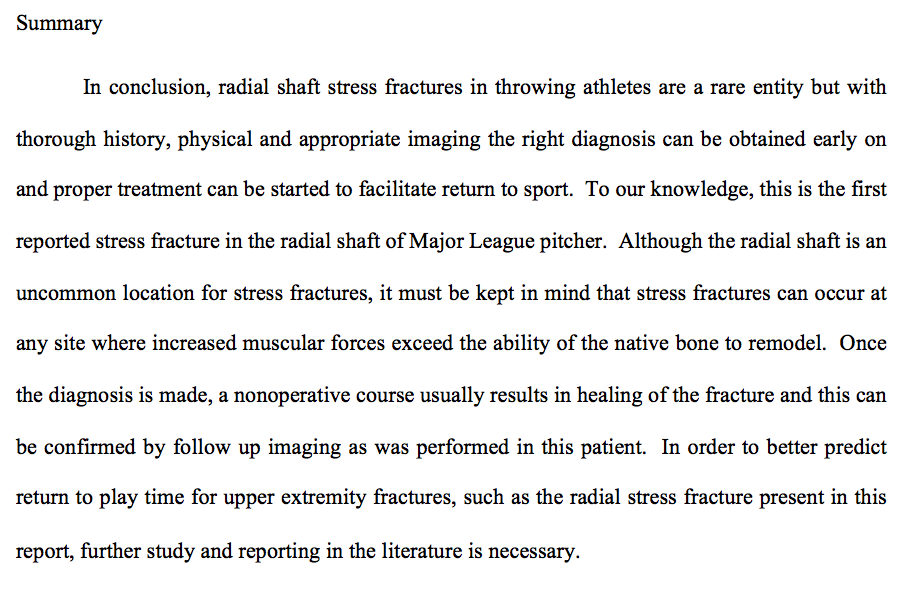 Summary
In conclusion, radial shaft stress fractures in throwing athletes are a rare entity but with
thorough history, physical and appropriate imaging the right diagnosis can be obtained early on
and proper treatment can be started to facilitate return to sport.  To our knowledge, this is the first
reported stress fracture in the radial shaft of Major League pitcher.  Although the radial shaft is an
uncommon location for stress fractures, it must be kept in mind that stress fractures can occur at
any site where increased muscular forces exceed the ability of the native bone to remodel.  Once
the diagnosis is made, a nonoperative course usually results in healing of the fracture and this can
be confirmed by follow up imaging as was performed in this patient.  In order to better predict
return to play time for upper extremity fractures, such as the radial stress fracture present in this
report, further study and reporting in the literature is necessary.